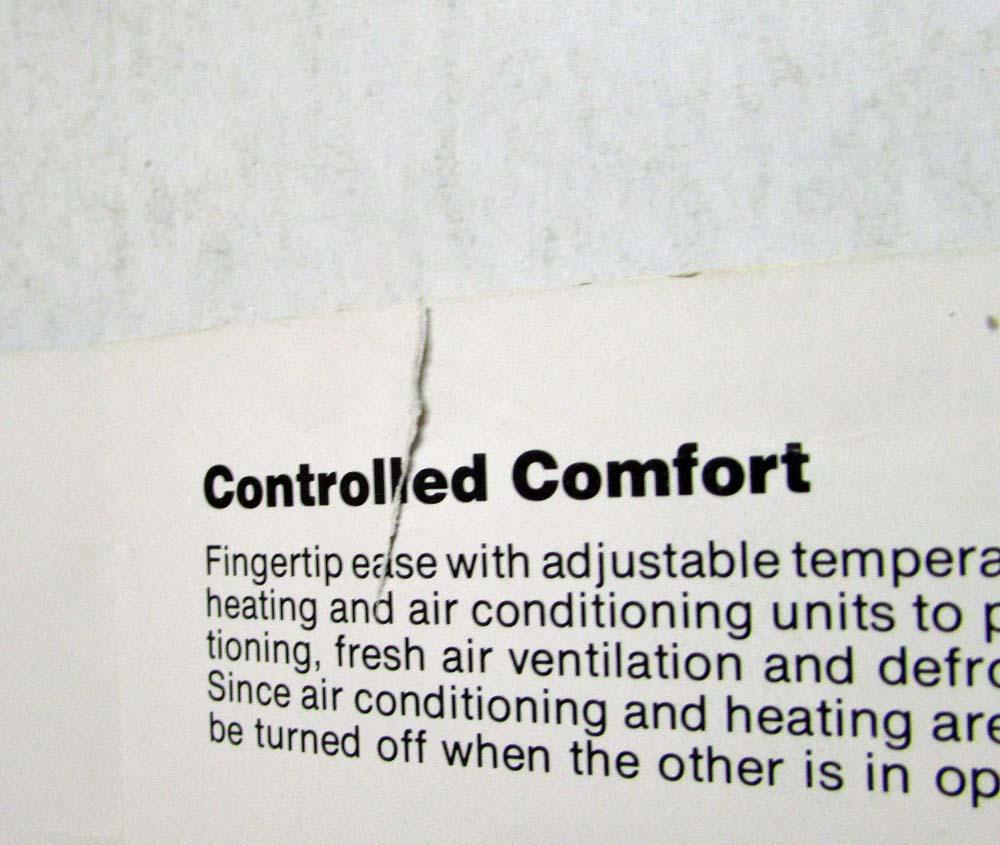 Controlled Comfort
Fingertip ease with adjustable tempera
heating and air conditioning units to p
tioning, fresh air ventilation and defro
Since air conditioning and heating are
be turned off when the other is in op